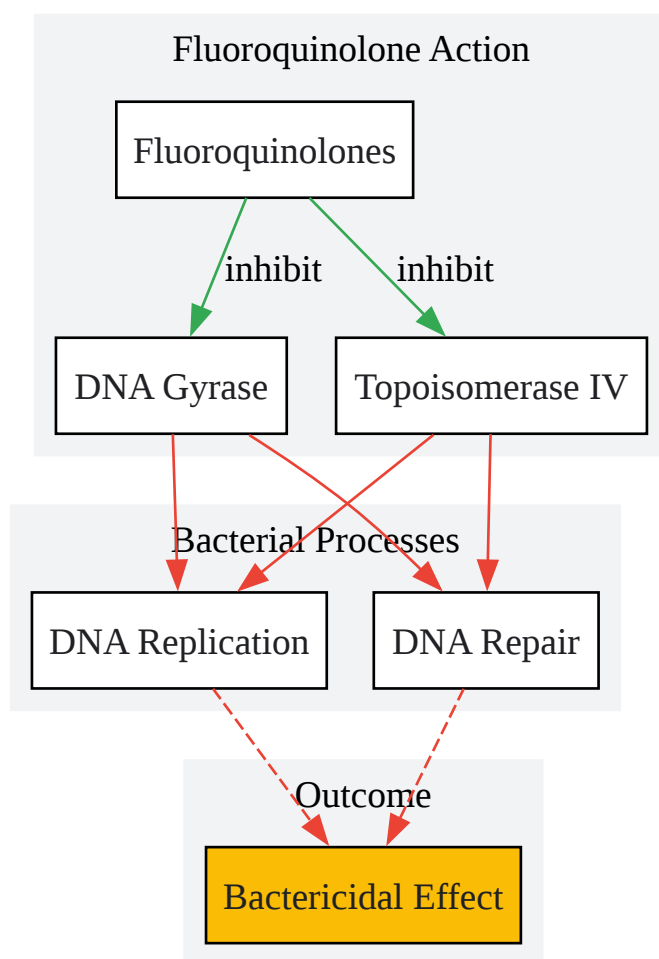 Fluoroquinolone Action
Fluoroquinolones
inhibit
inhibit
DNA Gyrase
Topoisomerase IV
Bacterial Processes
DNA Replication
DNA Repair
Outcome
Bactericidal Effect